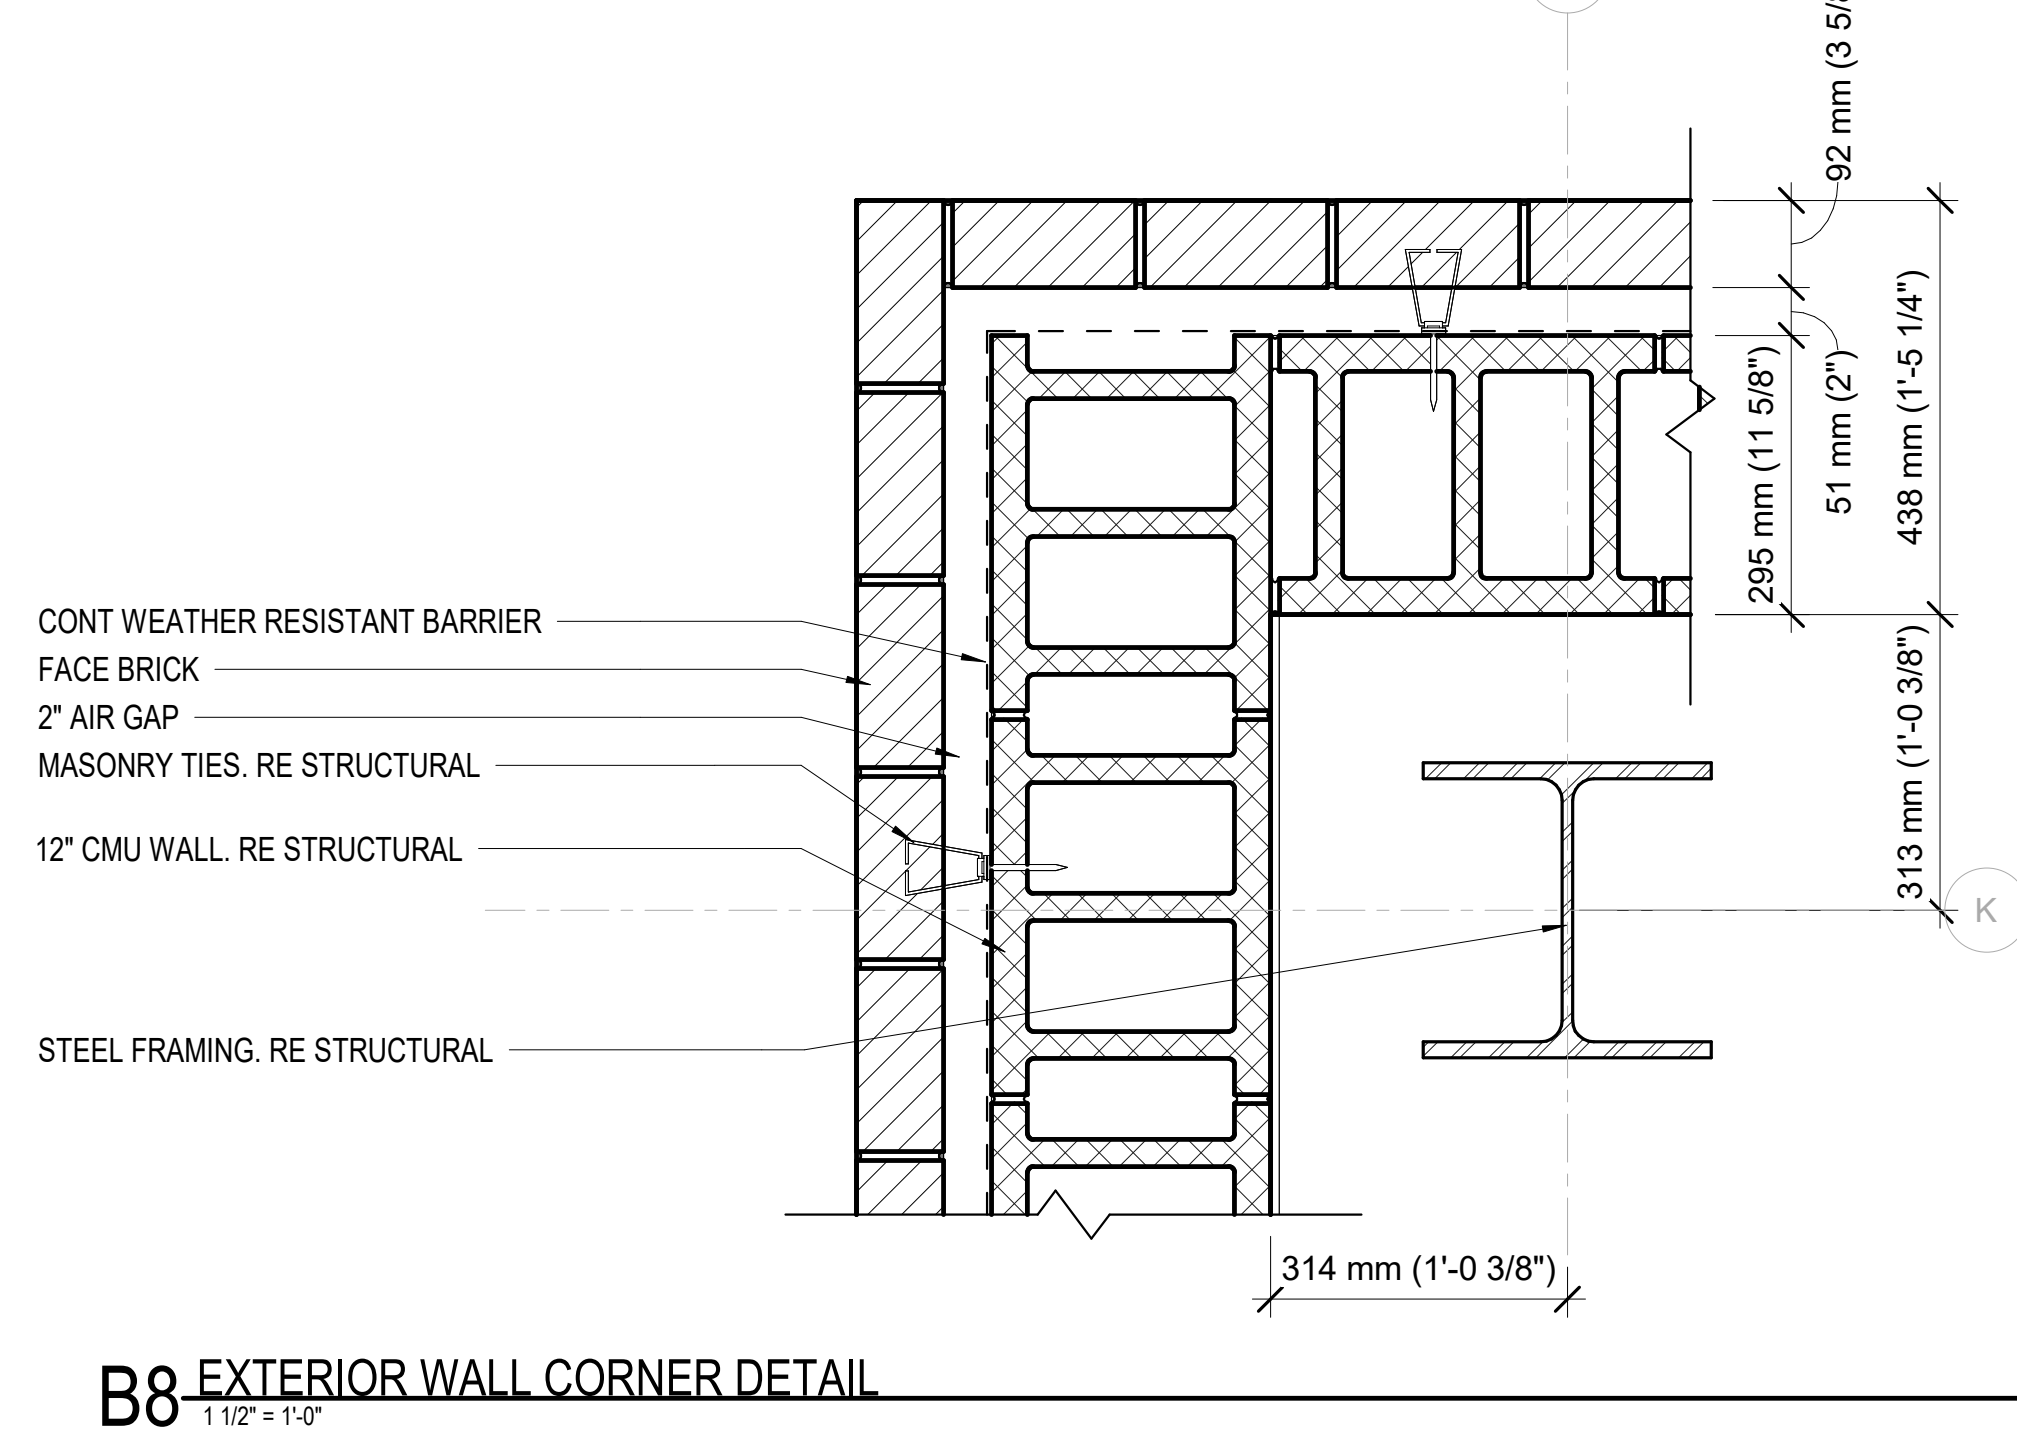 92 mm (3 5/8
438 mm (1'-5 1/4")
51 mm (2")
295 mm (11 5/8")
CONT WEATHER RESISTANT BARRIER
FACE BRICK
2" AIR GAP
MASONRY TIES. RE STRUCTURAL
12" CMU WALL. RE STRUCTURAL
313 mm (1'-0 3/8")
K
STEEL FRAMING. RE STRUCTURAL
314 mm (1'-0 3/8")
B8 EXTERIOR WALL CORNER DETAIL
1 1/2" = 1'-0"